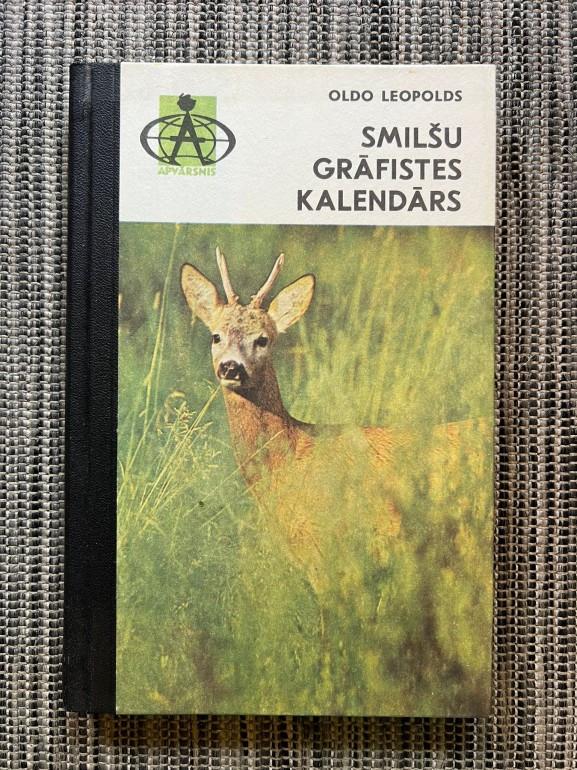 OLDO LEOPOLDS
SMILŠU
GRĀFISTES
KALENDĀRS
APVĀRSNIS